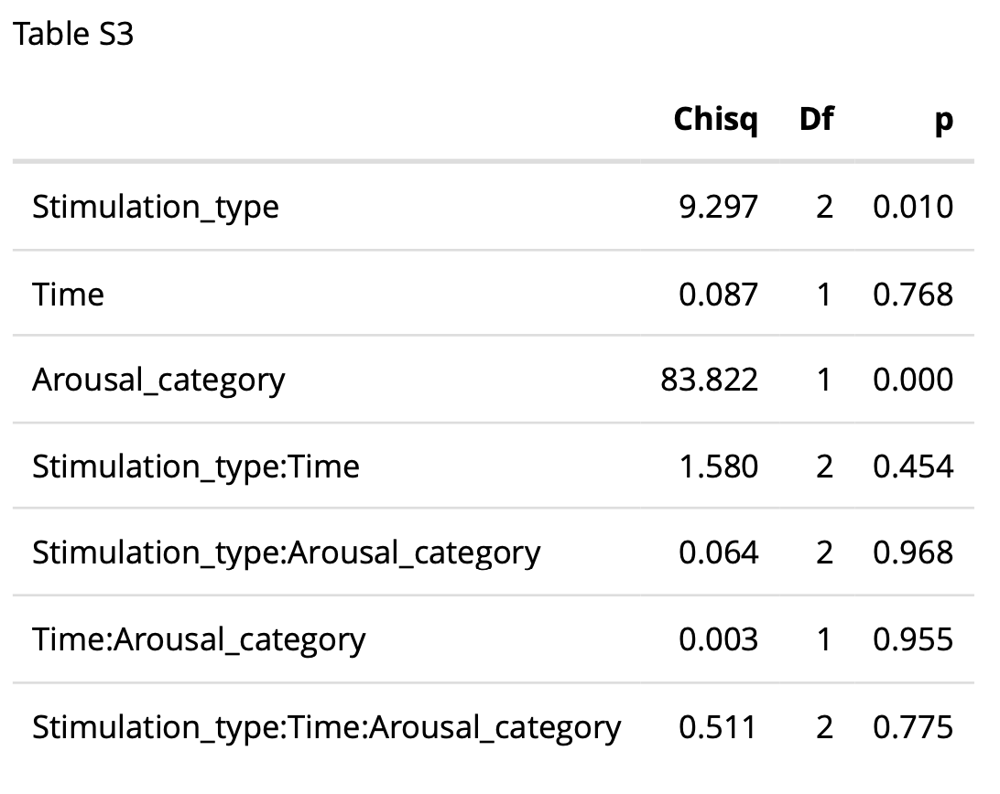 Table S3
Chisq Df p
Stimulation_type 9.297 2 0.010
Time 0.087 1 0.768
Arousal_category 83.822 1 0.000
Stimulation_type:Time 1.580 2 0.454
Stimulation_type:Arousal_category 0.064 2 0.968
Time:Arousal_category 0.003 1 0.955
Stimulation_type:Time:Arousal_category 0.511 2 0.775